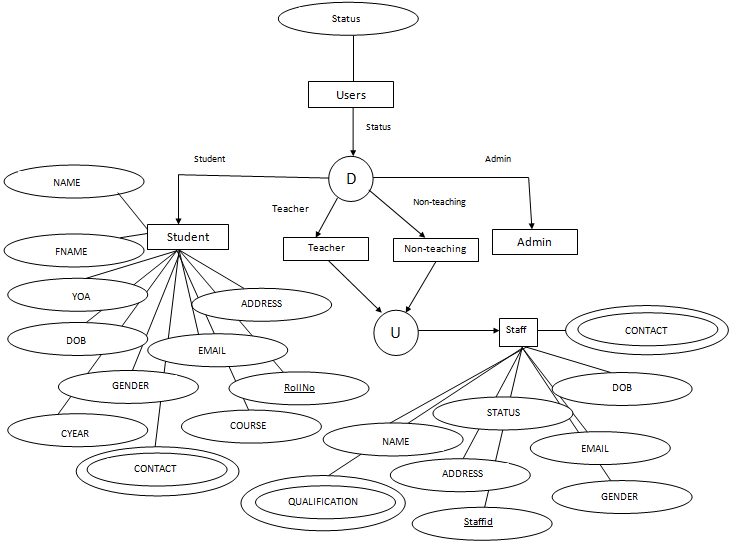 Status
Users
Status
Student
Admin
D
NAME
Teacher
Non-teaching
Student
Teacher
Non-teaching
Admin
FNAME
YOA
ADDRESS
U
Staff
CONTACT
DOB
EMAIL
GENDER
RollNo
DOB
CYEAR
COURSE
STATUS
NAME
EMAIL
CONTACT
ADDRESS
QUALIFICATION
GENDER
Staffid